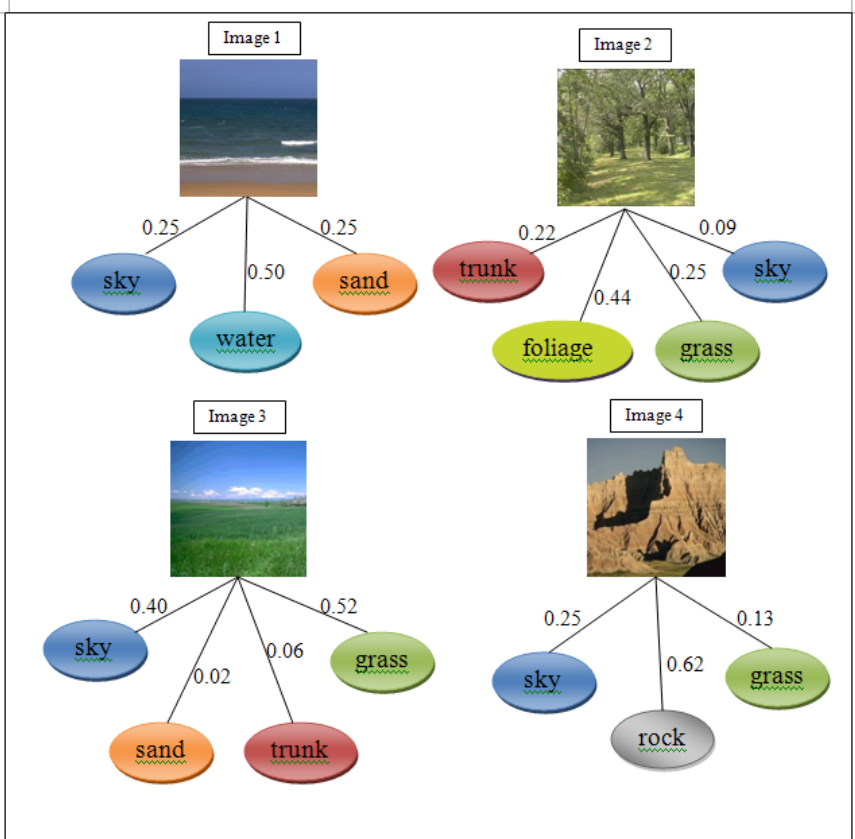 Image 1
0.25
0.25
0.50
sky
sand
water
Image 2
0.22
0.09
0.25
0.44
trunk
sky
foliage
grass
Image 3
0.40
0.52
0.02
0.06
sky
grass
sand
trunk
Image 4
0.25
0.13
0.62
sky
grass
rock